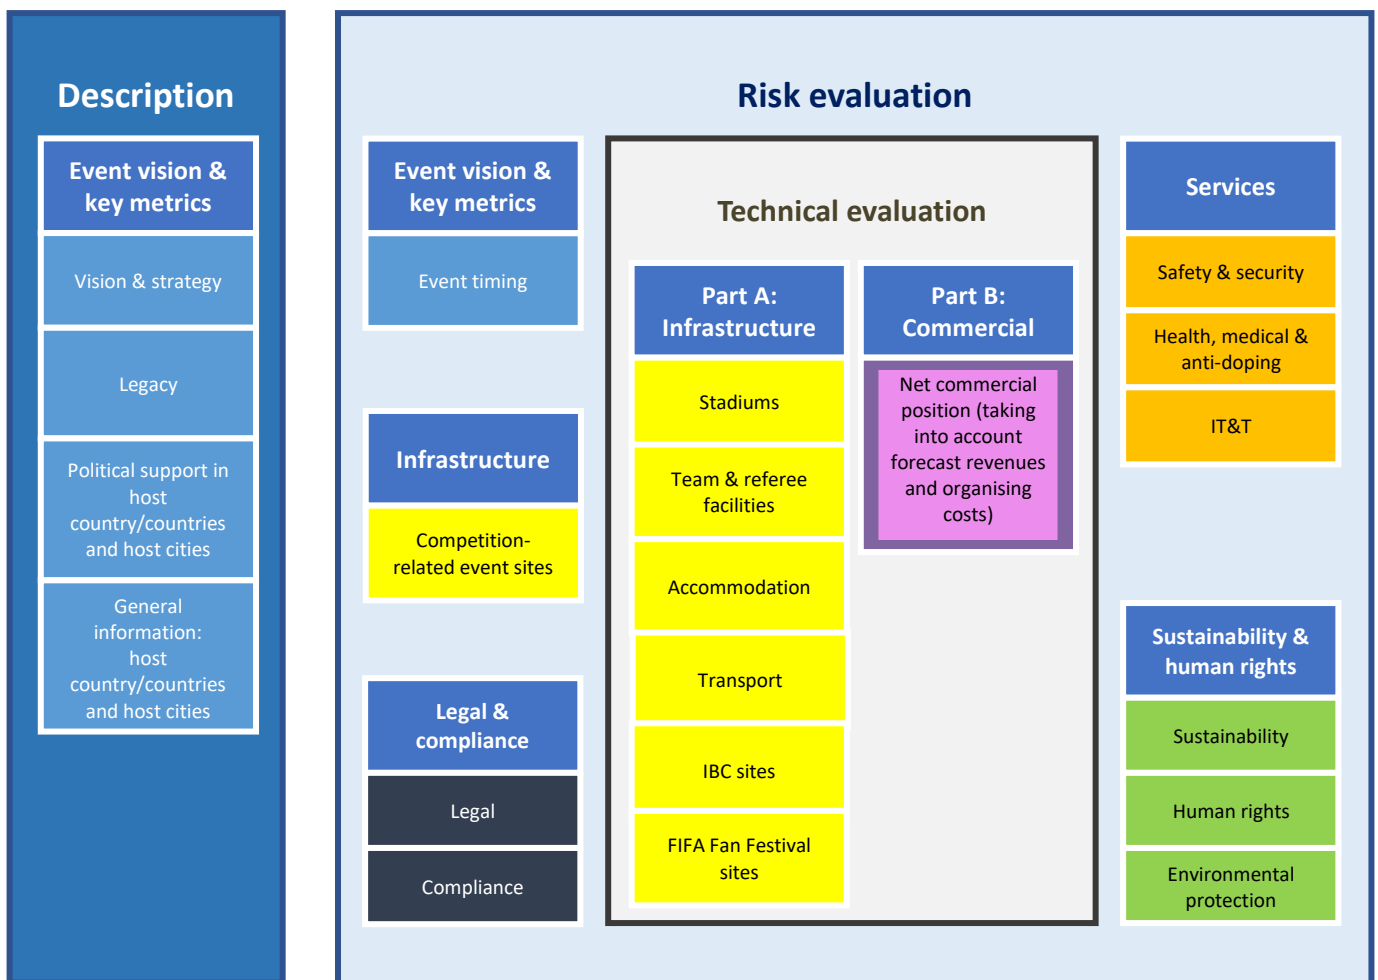 Description
Event vision &
key metrics
Vision & strategy
Legacy
Political support in
host
country/countries
and host cities
General
information:
host
country/countries
and host cities
Risk evaluation
Event vision &
key metrics
Event timing
Infrastructure
Competition-
related event sites
Legal &
compliance
Legal
Compliance
Technical evaluation
Part A:
Infrastructure
Stadiums
Team & referee
facilities
Accommodation
Transport
IBC sites
FIFA Fan Festival
sites
Part B:
Commercial
Net commercial
position (taking
into account
forecast revenues
and organising
costs)
Services
Safety & security
Health, medical &
anti-doping
IT&T
Sustainability &
human rights
Sustainability
Human rights
Environmental
protection